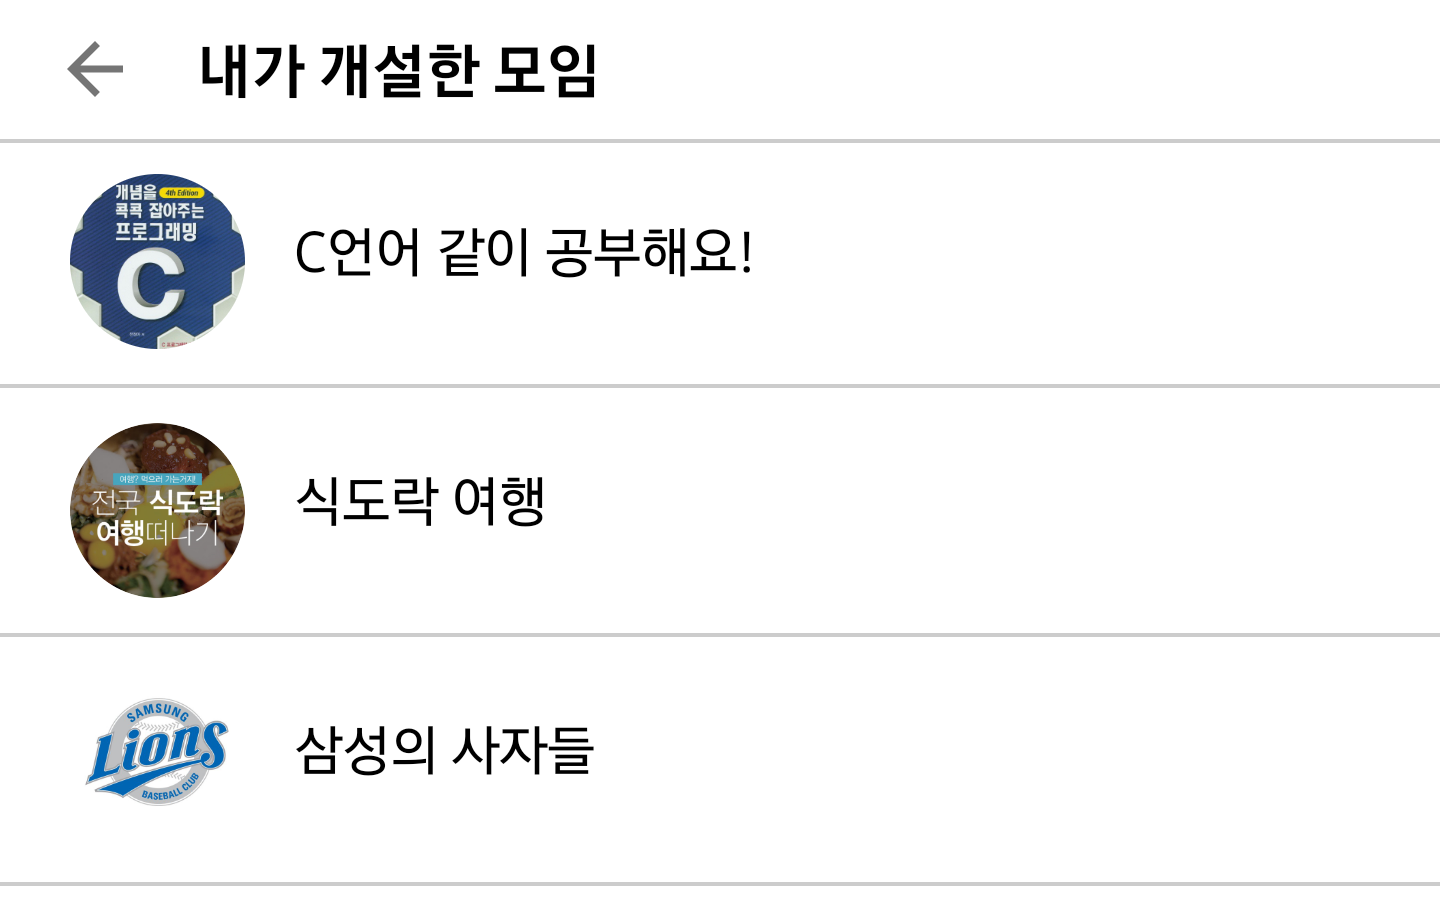 내가 개설한 모임
개념을 4th Edition
콕콕 잡아주는
프로그래밍
C
C언어 같이 공부해요!
여행? 먹으러 가는거지!
전국 식도락
여행떠나기
식도락 여행
SAMSUNG
Lions
BASEBALL CLUB
삼성의 사자들